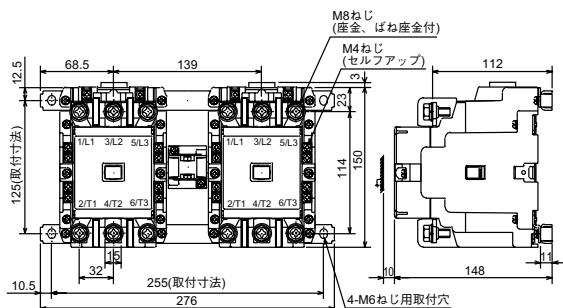 M8ねじ
(座金、ばね座金付)
M4ねじ
(セルフアップ)
68.5
139
112
12.5
3
23
125(取付寸法)
114
150
1/L1 3/L2 5/L3
2/T1 4/T2 6/T3
1/L1 3/L2 5/L3
2/T1 4/T2 6/T3
15
32
10.5
255(取付寸法)
276
4-M6ねじ用取付穴
10
148
11